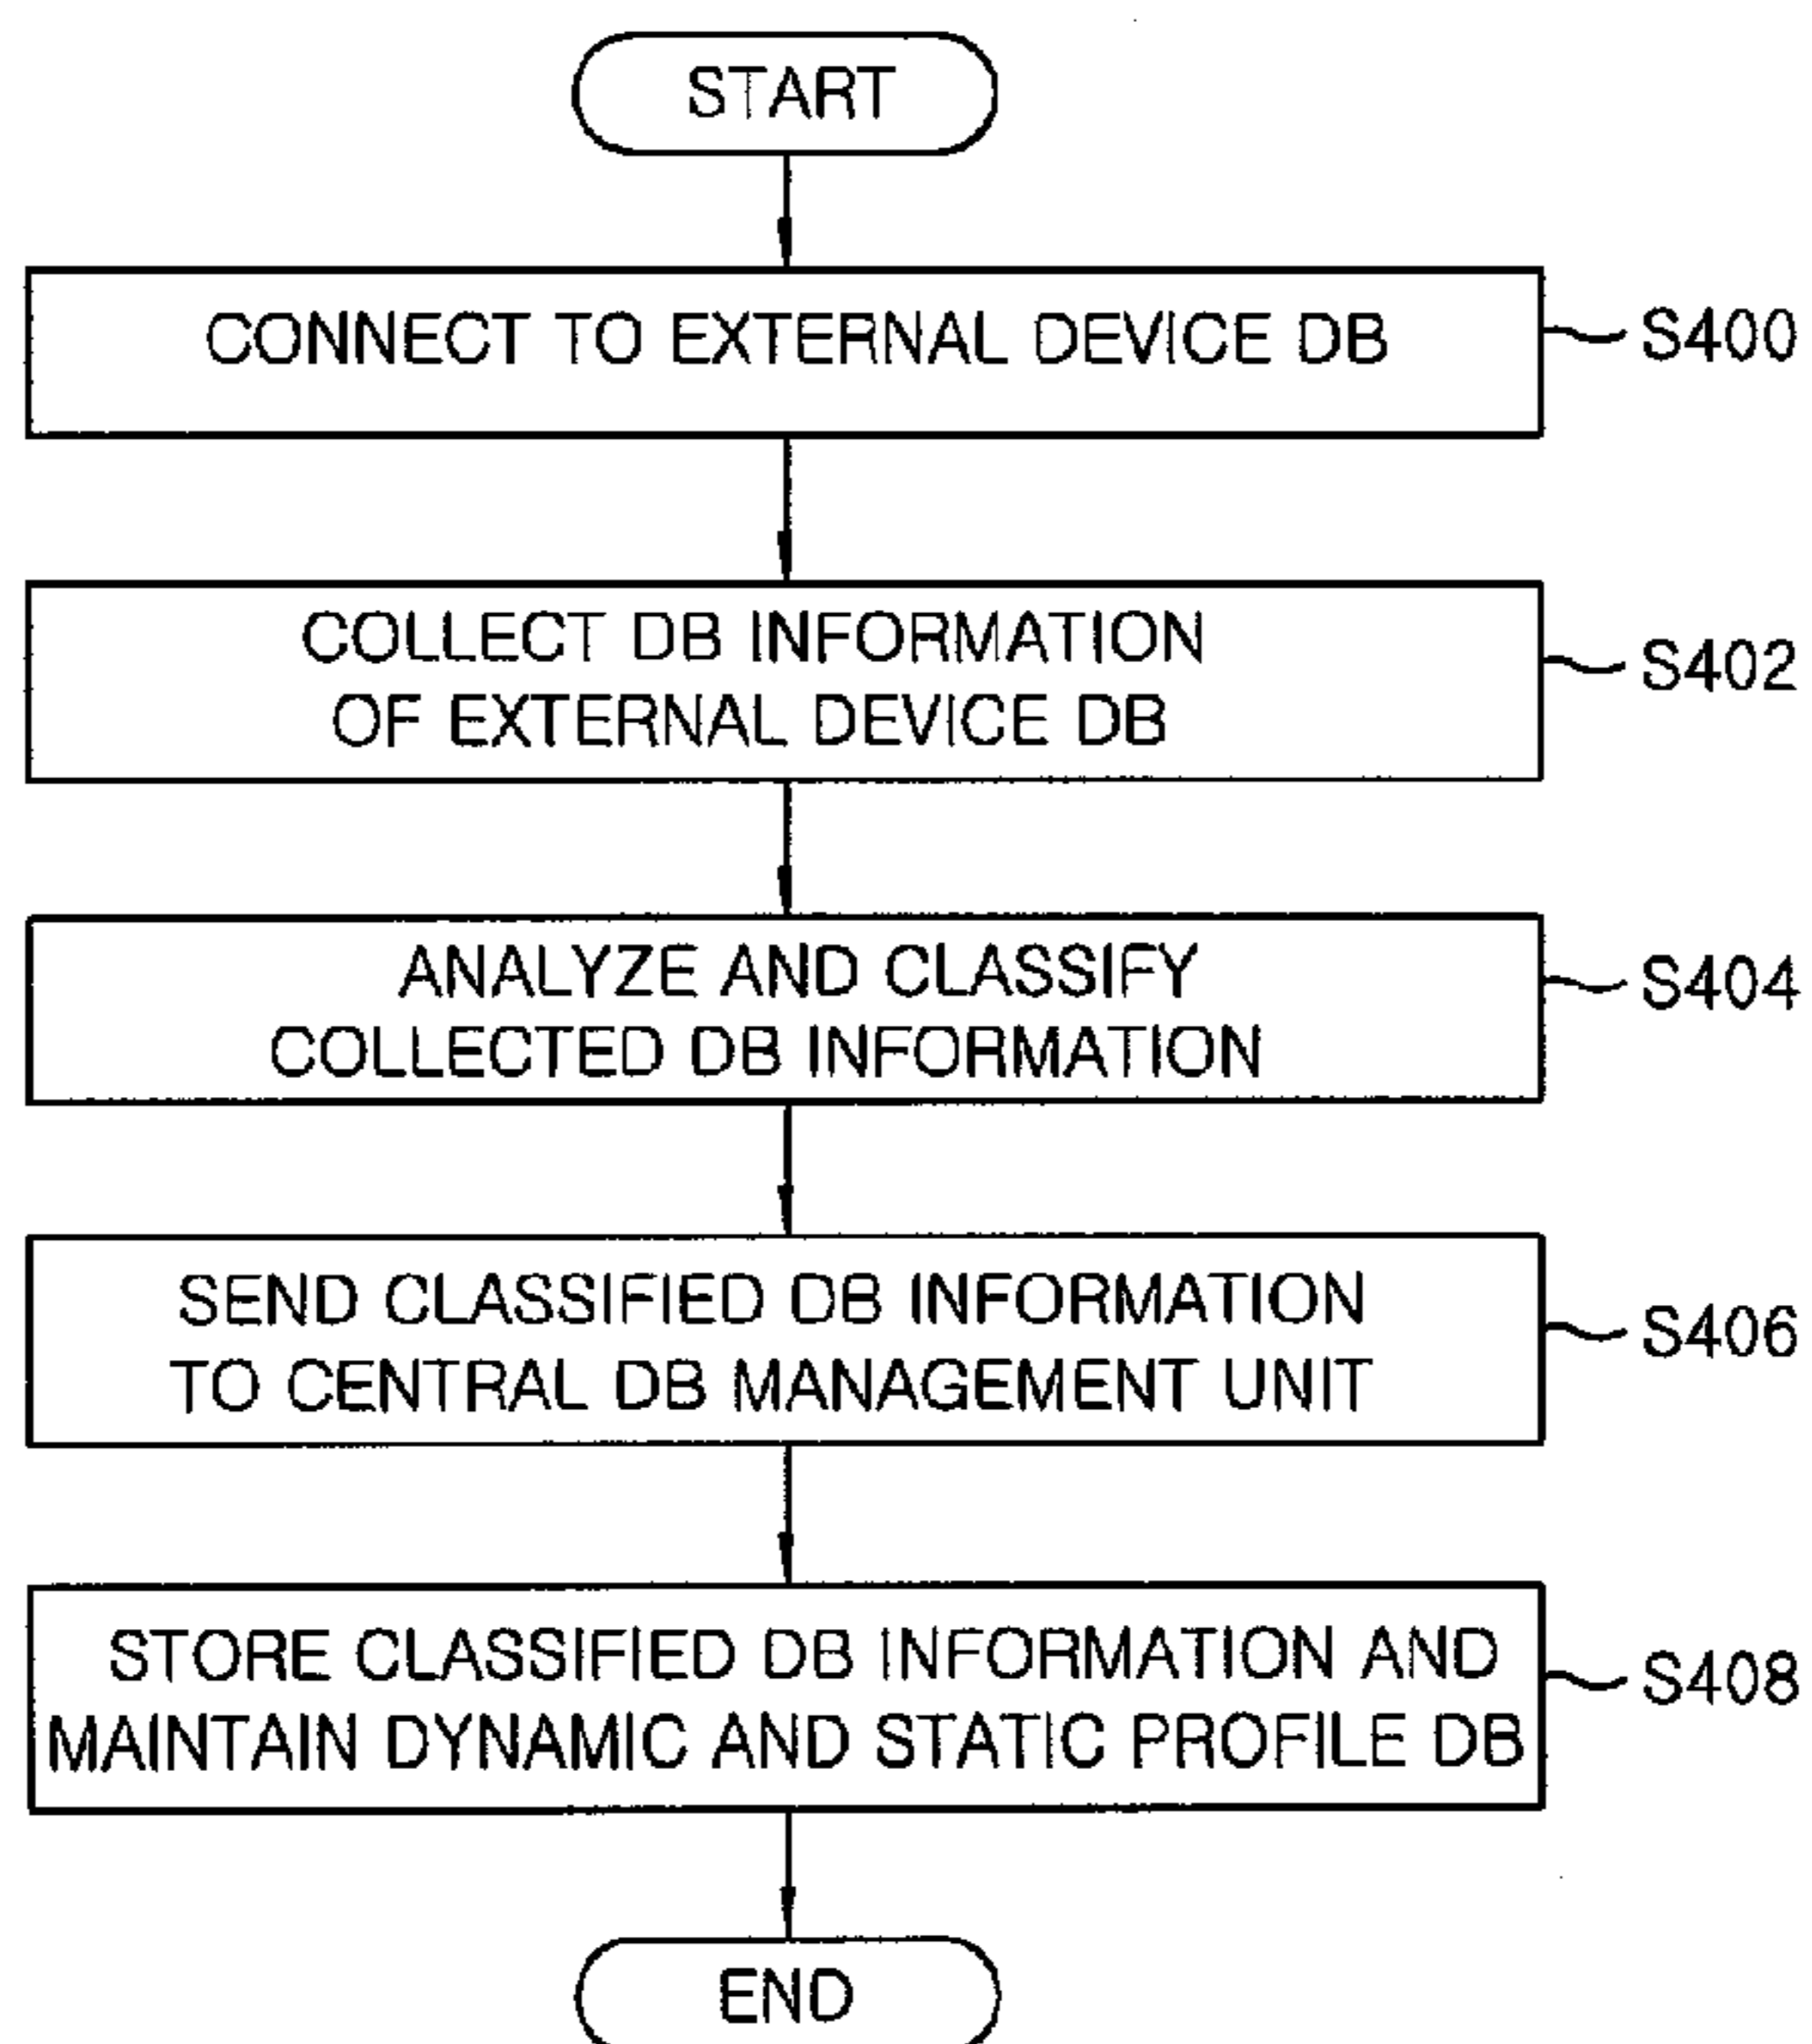 START
CONNECT TO EXTERNAL DEVICE DB
S400
COLLECT DB INFORMATION
OF EXTERNAL DEVICE DB
S402
ANALYZE AND CLASSIFY
COLLECTED DB INFORMATION
S404
SEND CLASSIFIED DB INFORMATION
TO CENTRAL DB MANAGEMENT UNIT
S406
STORE CLASSIFIED DB INFORMATION AND
MAINTAIN DYNAMIC AND STATIC PROFILE DB
S408
END